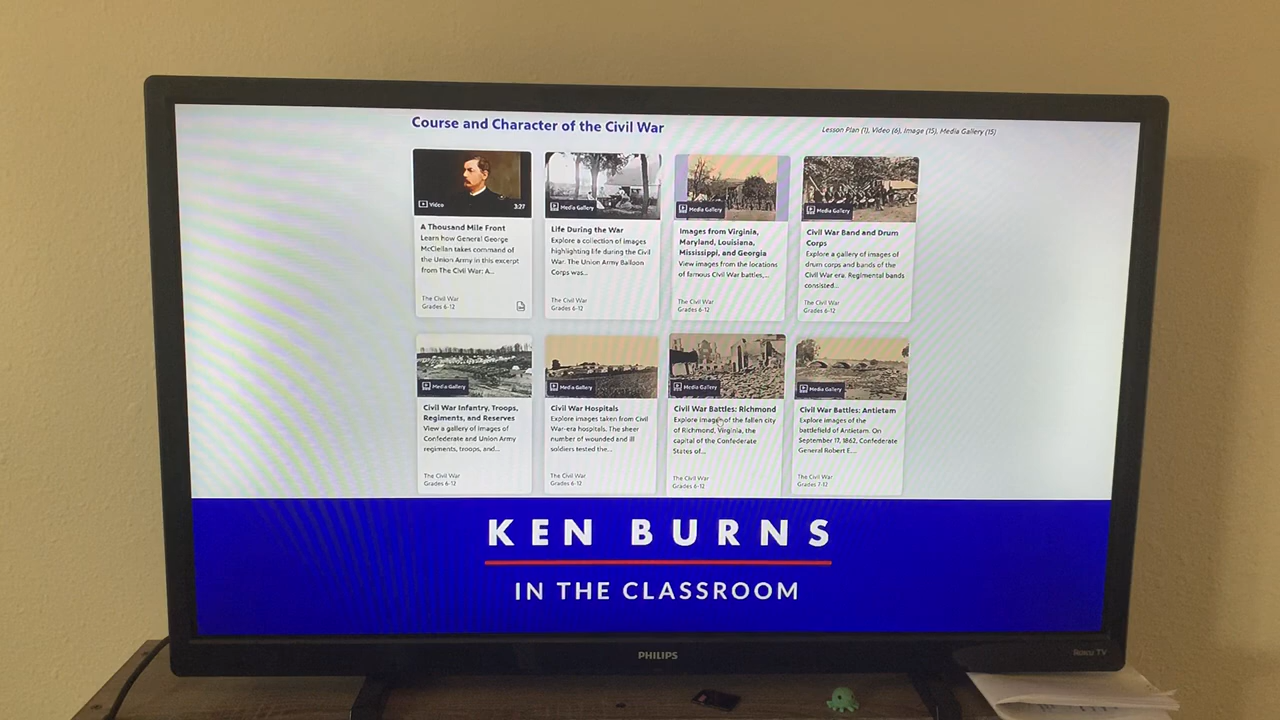 Course and Character of the Civil War
Lesson Plan (1), Video (6), Image (15), Media Gallery (15)
Video
3:27
A Thousand Mile Front
Learn how General George
McClellan takes command of
the Union Army in this excerpt
from The Civil War: A...
The Civil War
Grades 6-12
Media Gallery
Life During the War
Explore a collection of images
highlighting life during the Civil
War. The Union Army Balloon
Corps was...
The Civil War
Grades 6-12
Media Gallery
Images from Virginia,
Maryland, Louisiana,
Mississippi, and Georgia
View images from the locations
of famous Civil War battles,...
The Civil War
Grades 6-12
Media Gallery
Civil War Band and Drum
Corps
Explore a gallery of images of
drum corps and bands of the
Civil War era. Regimental bands
consisted...
The Civil War
Grades 6-12
Media Gallery
Civil War Infantry, Troops,
Regiments, and Reserves
View a gallery of images of
Confederate and Union Army
regiments, troops, and...
The Civil War
Grades 6-12
Media Gallery
Civil War Hospitals
Explore images taken from Civil
War-era hospitals. The sheer
number of wounded and ill
soldiers tested the...
The Civil War
Grades 6-12
Media Gallery
Civil War Battles: Richmond
Explore images of the fallen city
of Richmond, Virginia, the
capital of the Confederate
States of...
The Civil War
Grades 6-12
Media Gallery
Civil War Battles: Antietam
Explore images of the
battlefield of Antietam. On
September 17, 1862, Confederate
General Robert E...
The Civil War
Grades 7-12
KEN BURNS
IN THE CLASSROOM
PHILIPS
Roku TV